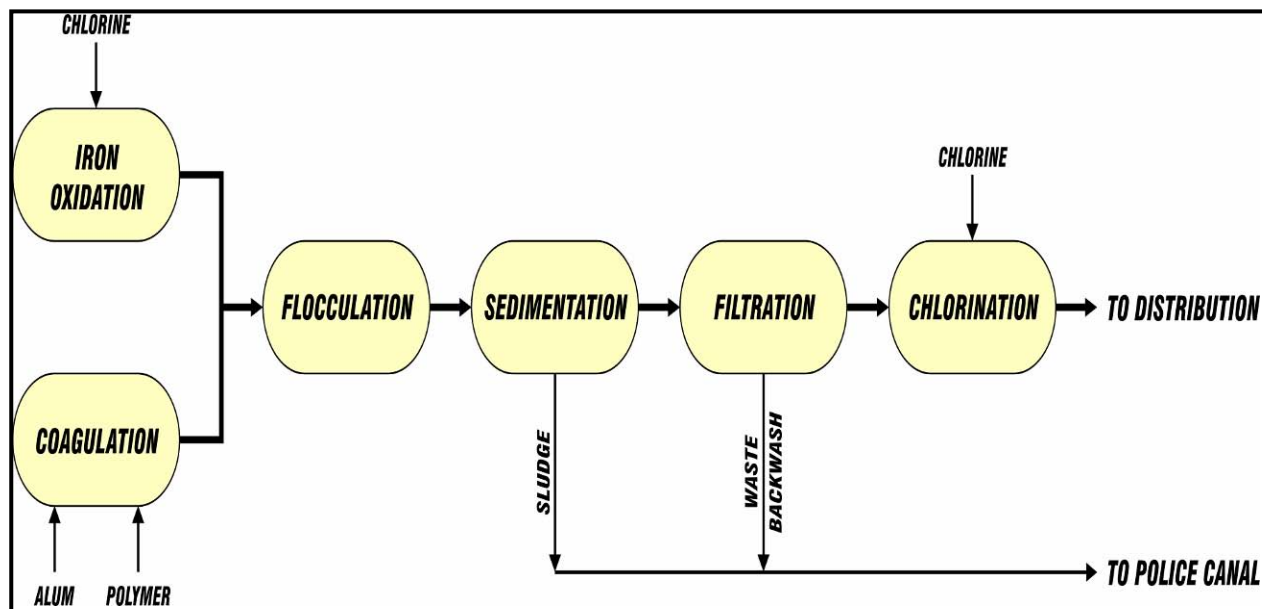 CHLORINE
IRON
OXIDATION
CHLORINE
FLOCCULATION
SEDIMENTATION
FILTRATION
CHLORINATION
TO DISTRIBUTION
COAGULATION
SLUDGE
WASTE
BACKWASH
TO POLICE CANAL
ALUM
POLYMER